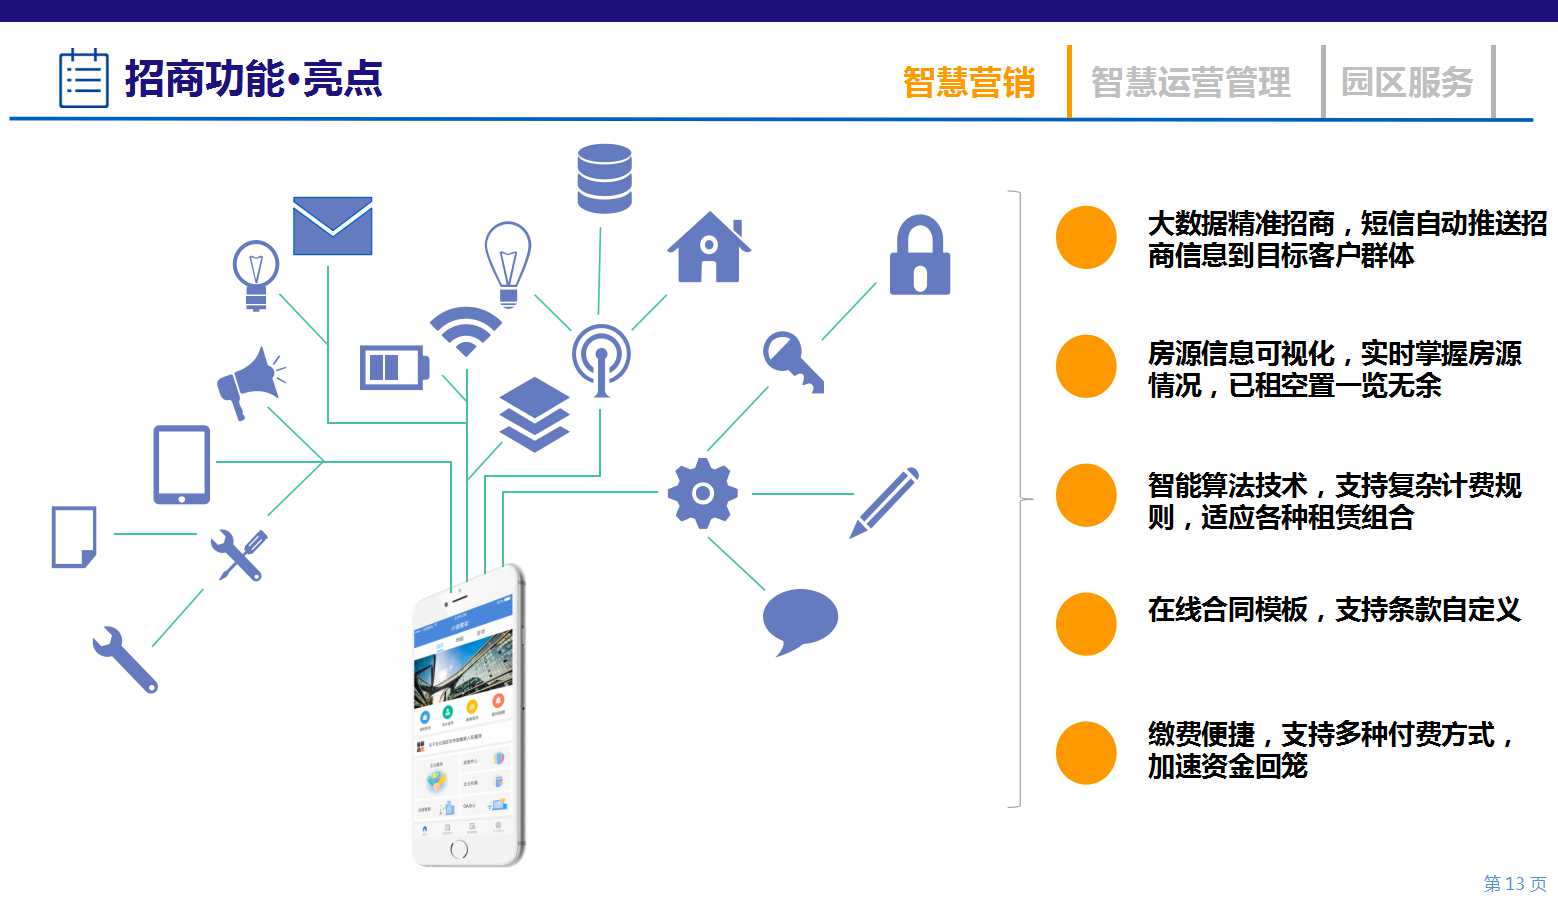 招商功能•亮点
智慧营销
智慧运营管理
园区服务
大数据精准招商，短信自动推送招
商信息到目标客户群体
房源信息可视化，实时掌握房源
情况，已租空置一览无余
智能算法技术，支持复杂计费规
则，适应各种租赁组合
在线合同模板，支持条款自定义
缴费便捷，支持多种付费方式，
加速资金回笼
第 13 页